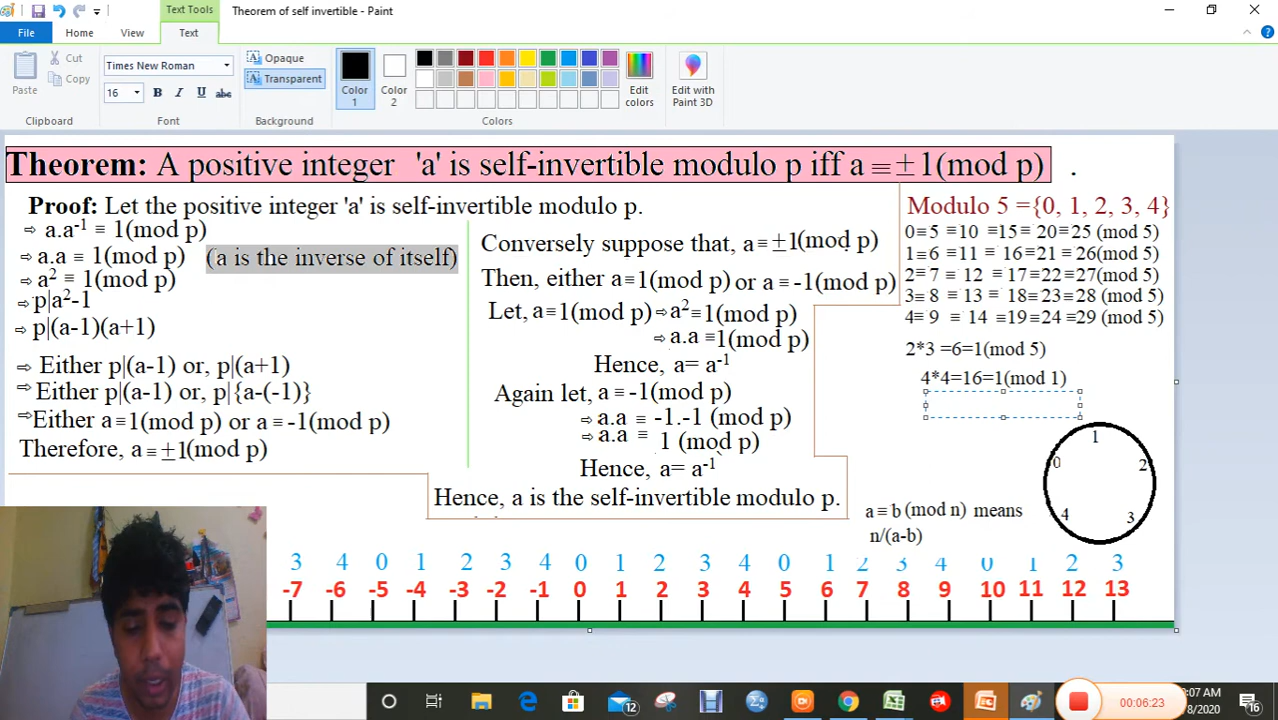 Text Tools
Theorem of self invertible - Paint
File
Home
View
Text
Paste
Cut
Copy
Clipboard
Times New Roman
16
B I U abc
Font
Opaque
Transparent
Background
Color 1
Color 2
Edit colors
Colors
Edit with Paint 3D
Theorem: A positive integer 'a' is self-invertible modulo p iff a ≡ ±1(mod p) .
Proof: Let the positive integer 'a' is self-invertible modulo p.
⇨ a.a⁻¹ ≡ 1(mod p)
⇨ a.a ≡ 1(mod p) (a is the inverse of itself)
⇨ a² ≡ 1(mod p)
⇨ p|a²-1
⇨ p|(a-1)(a+1)
⇨ Either p|(a-1) or, p|(a+1)
⇨ Either p|(a-1) or, p|{a-(-1)}
⇨ Either a ≡ 1(mod p) or a ≡ -1(mod p)
Therefore, a ≡ ±1(mod p)
Conversely suppose that, a ≡ ±1(mod p)
Then, either a ≡ 1(mod p) or a ≡ -1(mod p)
Let, a ≡ 1(mod p) ⇨ a² ≡ 1(mod p)
⇨ a.a ≡ 1(mod p)
Hence, a= a⁻¹
Again let, a ≡ -1(mod p)
⇨ a.a ≡ -1.-1 (mod p)
⇨ a.a ≡ 1 (mod p)
Hence, a= a⁻¹
Hence, a is the self-invertible modulo p.
Modulo 5 ={0, 1, 2, 3, 4}
0≡ 5 ≡10 ≡15≡ 20≡25 (mod 5)
1≡ 6 ≡ 11 ≡ 16≡ 21≡26(mod 5)
2≡ 7 ≡ 12 ≡ 17≡22≡27(mod 5)
3≡ 8 ≡ 13 ≡ 18≡23≡28 (mod 5)
4≡ 9 ≡ 14 ≡19≡24 ≡29 (mod 5)
2*3 =6=1(mod 5)
4*4=16=1(mod 1)
1
0 2
4 3
a ≡ b (mod n) means
n/(a-b)
3 4 0 1 2 3 4 0 1 2 3 4 0 1 2 3 4 0 1 2 3
-7 -6 -5 -4 -3 -2 -1 0 1 2 3 4 5 6 7 8 9 10 11 12 13
12
00:06:23
:07 AM
/8/2020
16